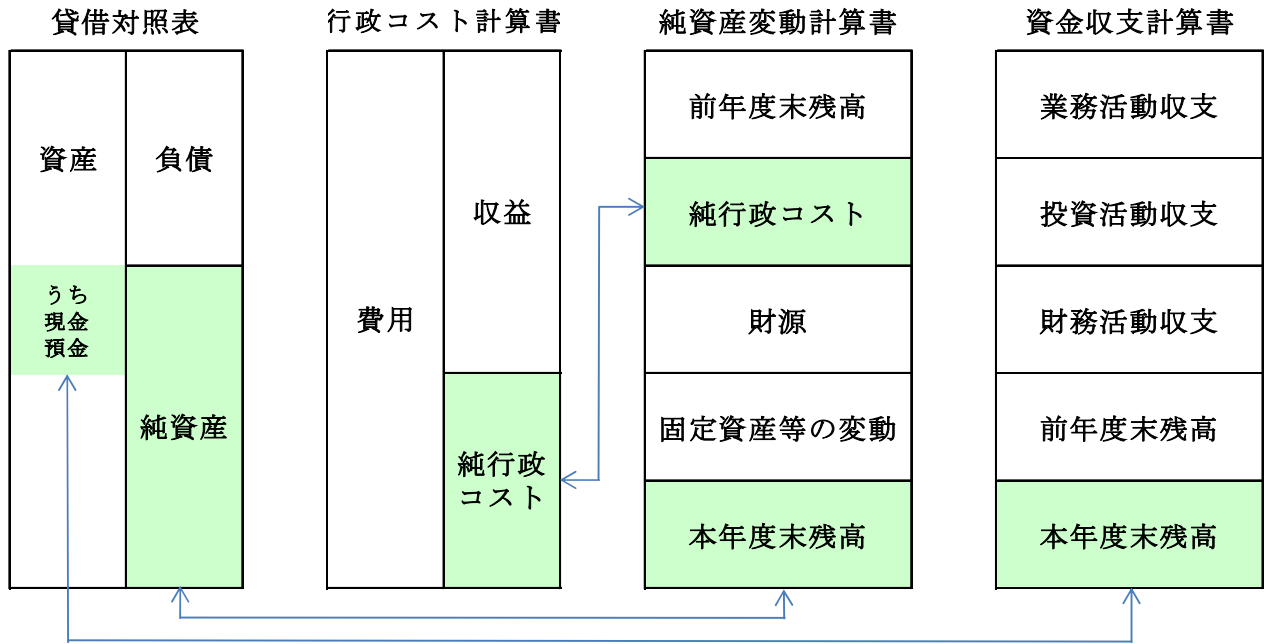 貸借対照表
資産
負債
うち
現金
預金
純資産
行政コスト計算書
費用
収益
純行政
コスト
純資産変動計算書
前年度末残高
純行政コスト
財源
固定資産等の変動
本年度末残高
資金収支計算書
業務活動収支
投資活動収支
財務活動収支
前年度末残高
本年度末残高